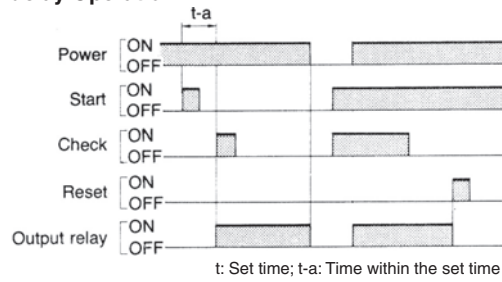 t-a
Power ON
OFF
Start ON
OFF
Check ON
OFF
Reset ON
OFF
Output relay ON
OFF
t: Set time; t-a: Time within the set time